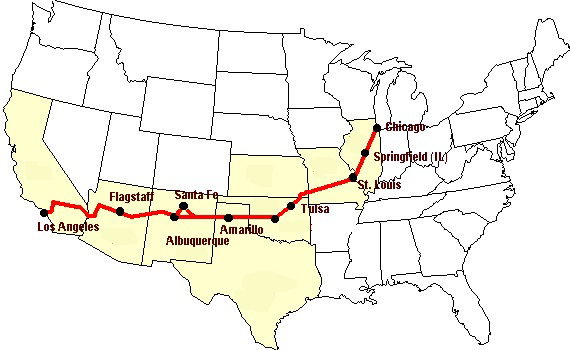 Chicago
Springfield (IL)
St. Louis
Flagstaff
Santa Fe
Tulsa
Los Angeles
Albuquerque
Amarillo